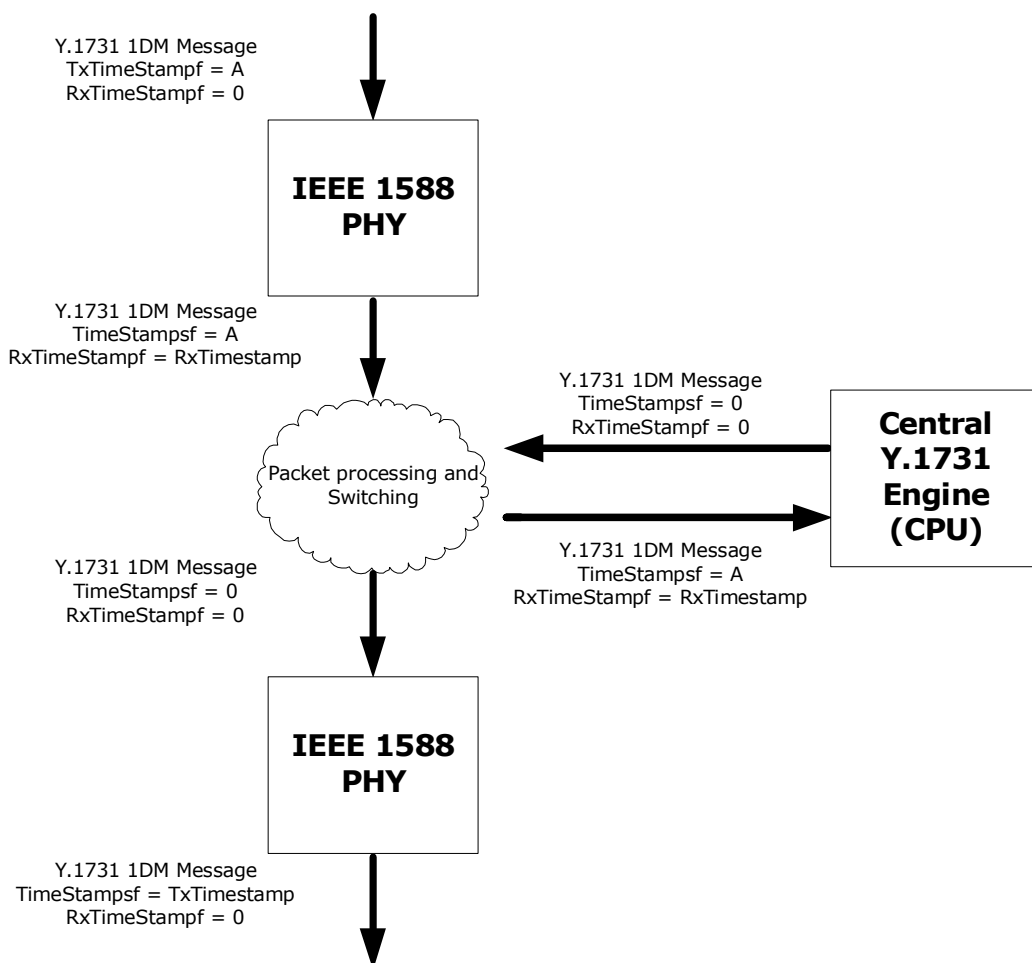 Y.1731 1DM Message
TxTimeStampf = A
RxTimeStampf = 0
IEEE 1588
PHY
Y.1731 1DM Message
TimeStampsf = A
RxTimeStampf = RxTimestamp
Y.1731 1DM Message
TimeStampsf = 0
RxTimeStampf = 0
Central
Y.1731
Engine
(CPU)
Packet processing and
Switching
Y.1731 1DM Message
TimeStampsf = A
RxTimeStampf = RxTimestamp
Y.1731 1DM Message
TimeStampsf = 0
RxTimeStampf = 0
IEEE 1588
PHY
Y.1731 1DM Message
TimeStampsf = TxTimestamp
RxTimeStampf = 0